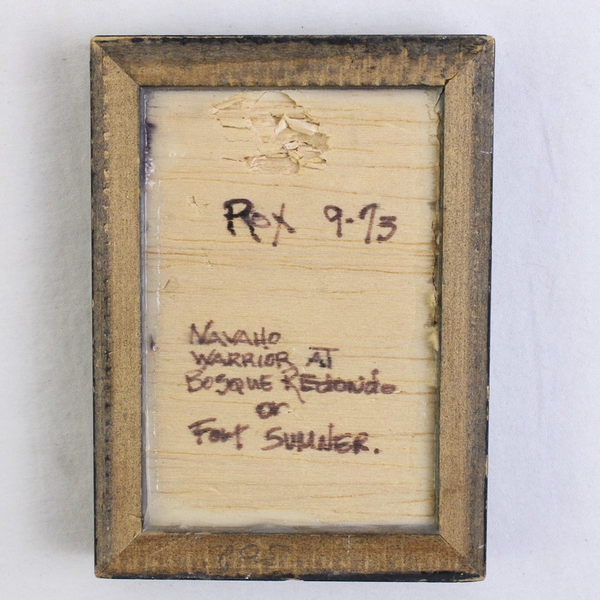 Rex 9-73
NAVAHO
WARRIOR AT
BOSQUE REDONDO
or
FORT SUMNER.